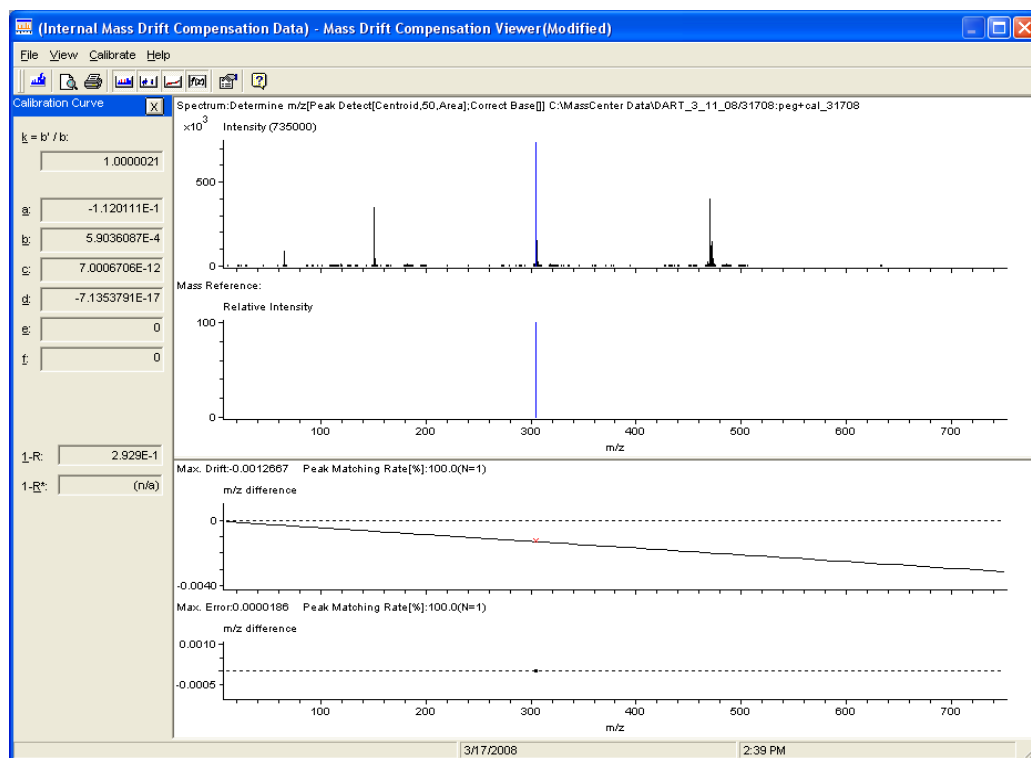 (Internal Mass Drift Compensation Data) - Mass Drift Compensation Viewer(Modified)
File View Calibrate Help
Calibration Curve X
k = b' / b:
1.0000021
a: -1.120111E-1
b: 5.9036087E-4
c: 7.0006706E-12
d: -7.1353791E-17
e: 0
f: 0
1-R: 2.929E-1
1-R*: (n/a)
Spectrum:Determine m/z[Peak Detect[Centroid,50,Area];Correct Base[]] C:\MassCenter Data\DART_3_11_08/31708:peg+cal_31708
x10^3 Intensity (735000)
500
0
Mass Reference:
Relative Intensity
100
0
100 200 300 400 500 600 700
m/z
Max. Drift:-0.0012667 Peak Matching Rate[%]:100.0(N=1)
m/z difference
0
-0.0040
Max. Error:0.0000186 Peak Matching Rate[%]:100.0(N=1)
m/z difference
0.0010
-0.0005
100 200 300 400 500 600 700
m/z
3/17/2008 2:39 PM